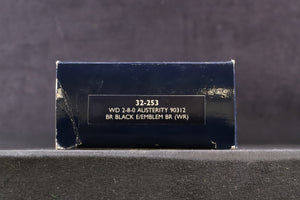 32-253
WD 2-8-0 AUSTERITY 90312
BR BLACK E/EMBLEM BR (WR)